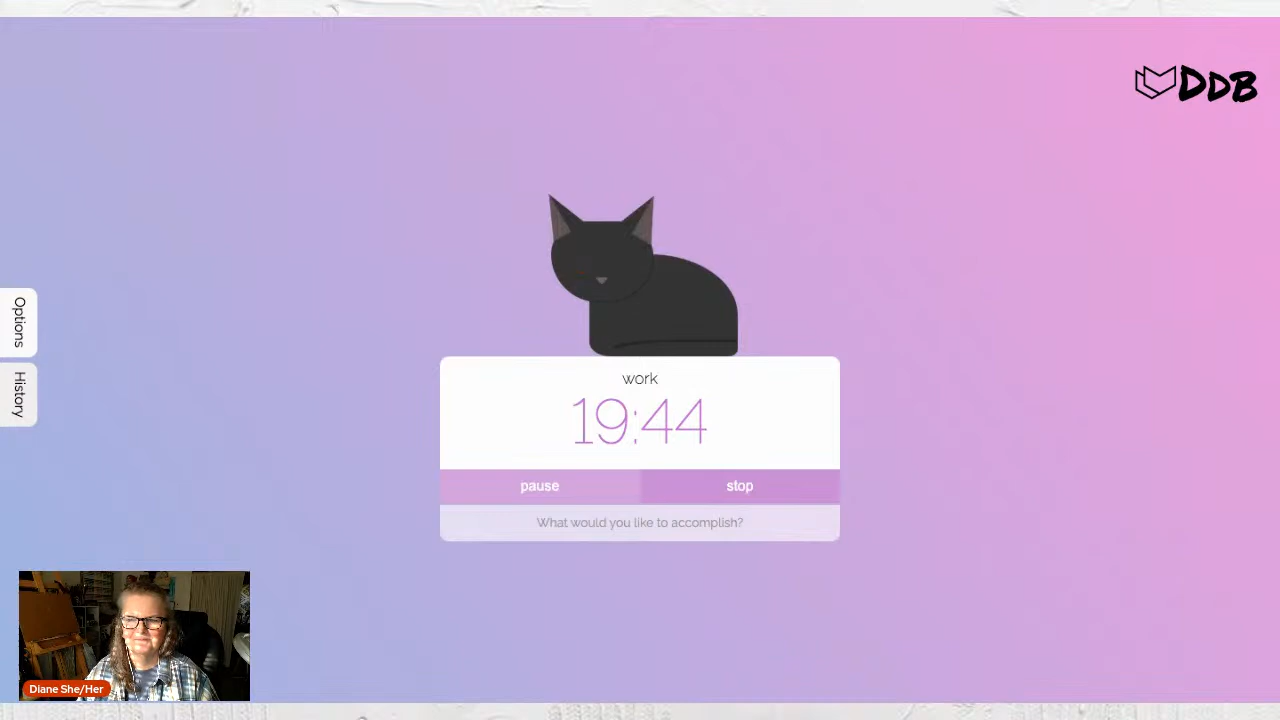 DDB
Options
History
work
19:44
pause
stop
What would you like to accomplish?
Diane She/Her